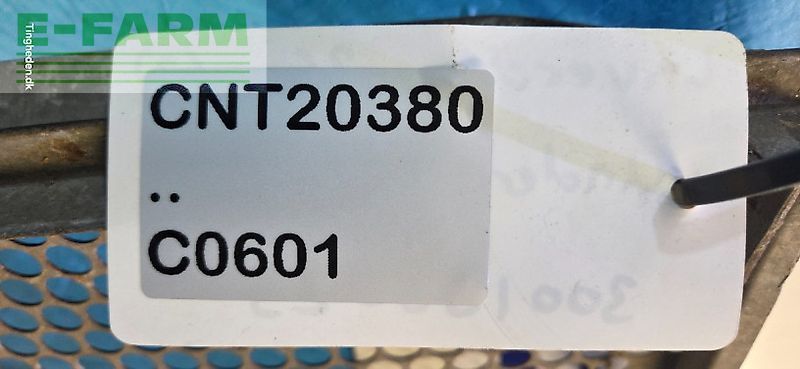 E-FARM
Tingheden.dk
CNT20380
..
C0601